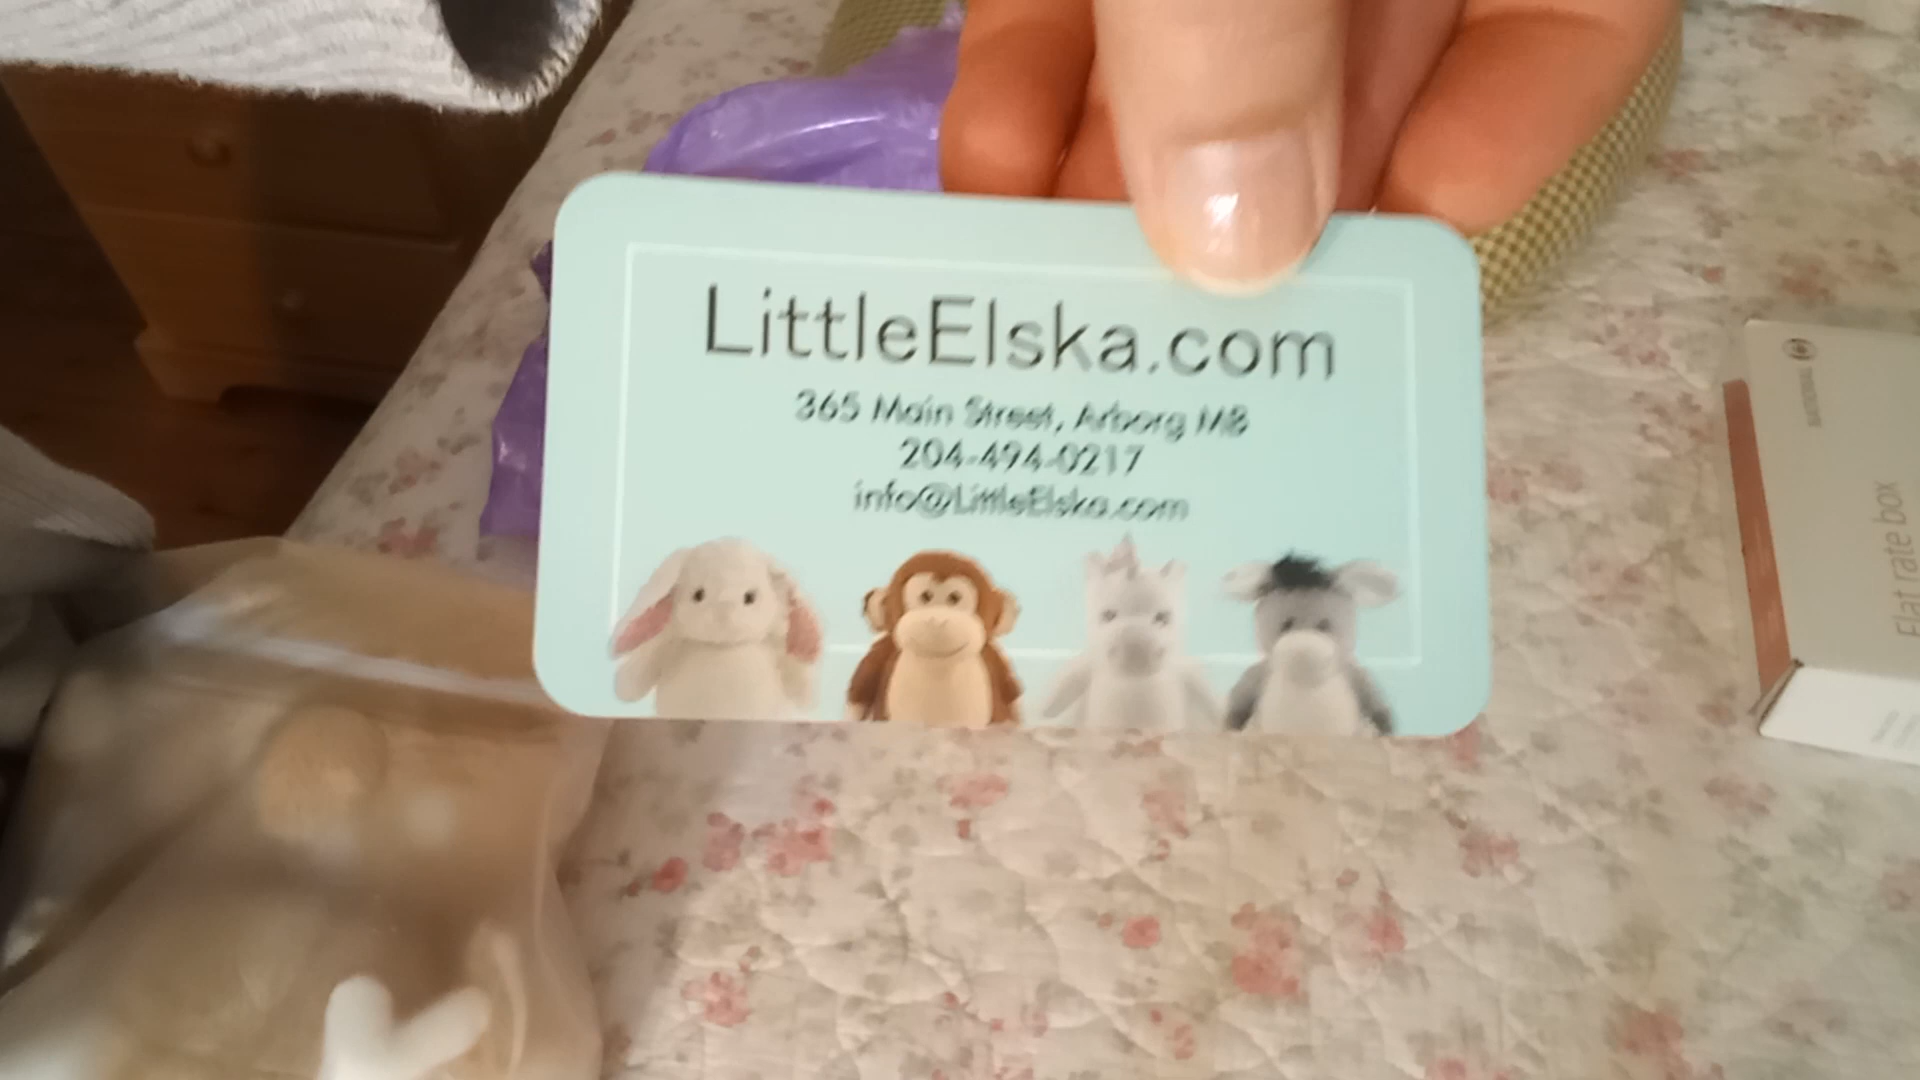 LittleElska.com
365 Main Street, Arborg MB
204-494-0217
info@LittleElska.com
Flat rate box